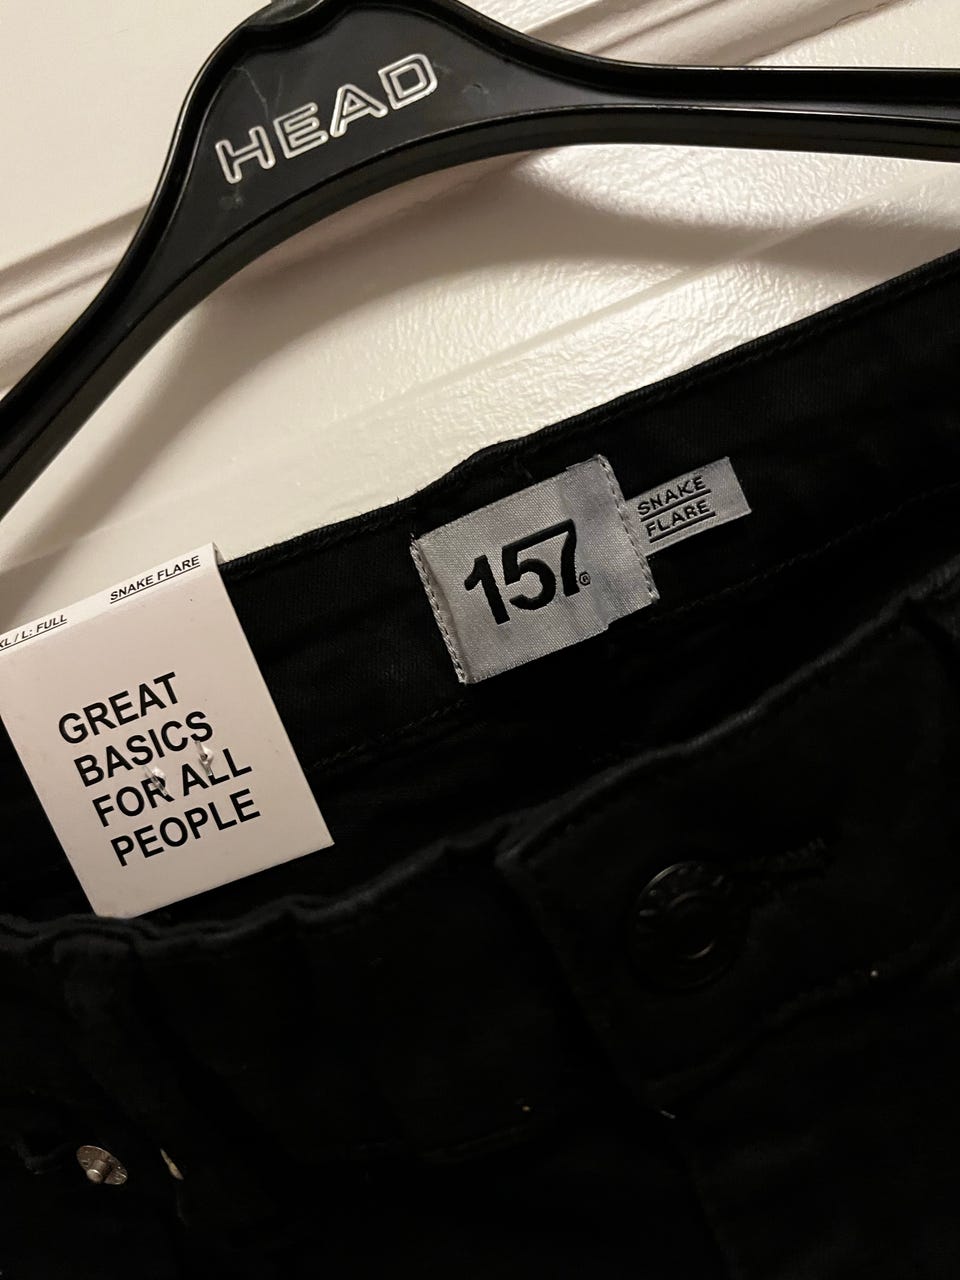 HEAD
157
SNAKE
FLARE
SNAKE FLARE
XL / L: FULL
GREAT
BASICS
FOR ALL
PEOPLE